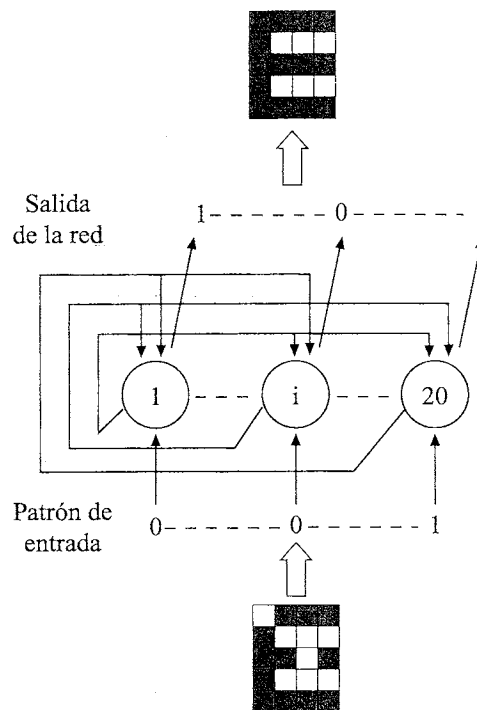 Salida
de la red
1 0
1 i 20
Patrón de
entrada
0 0 1